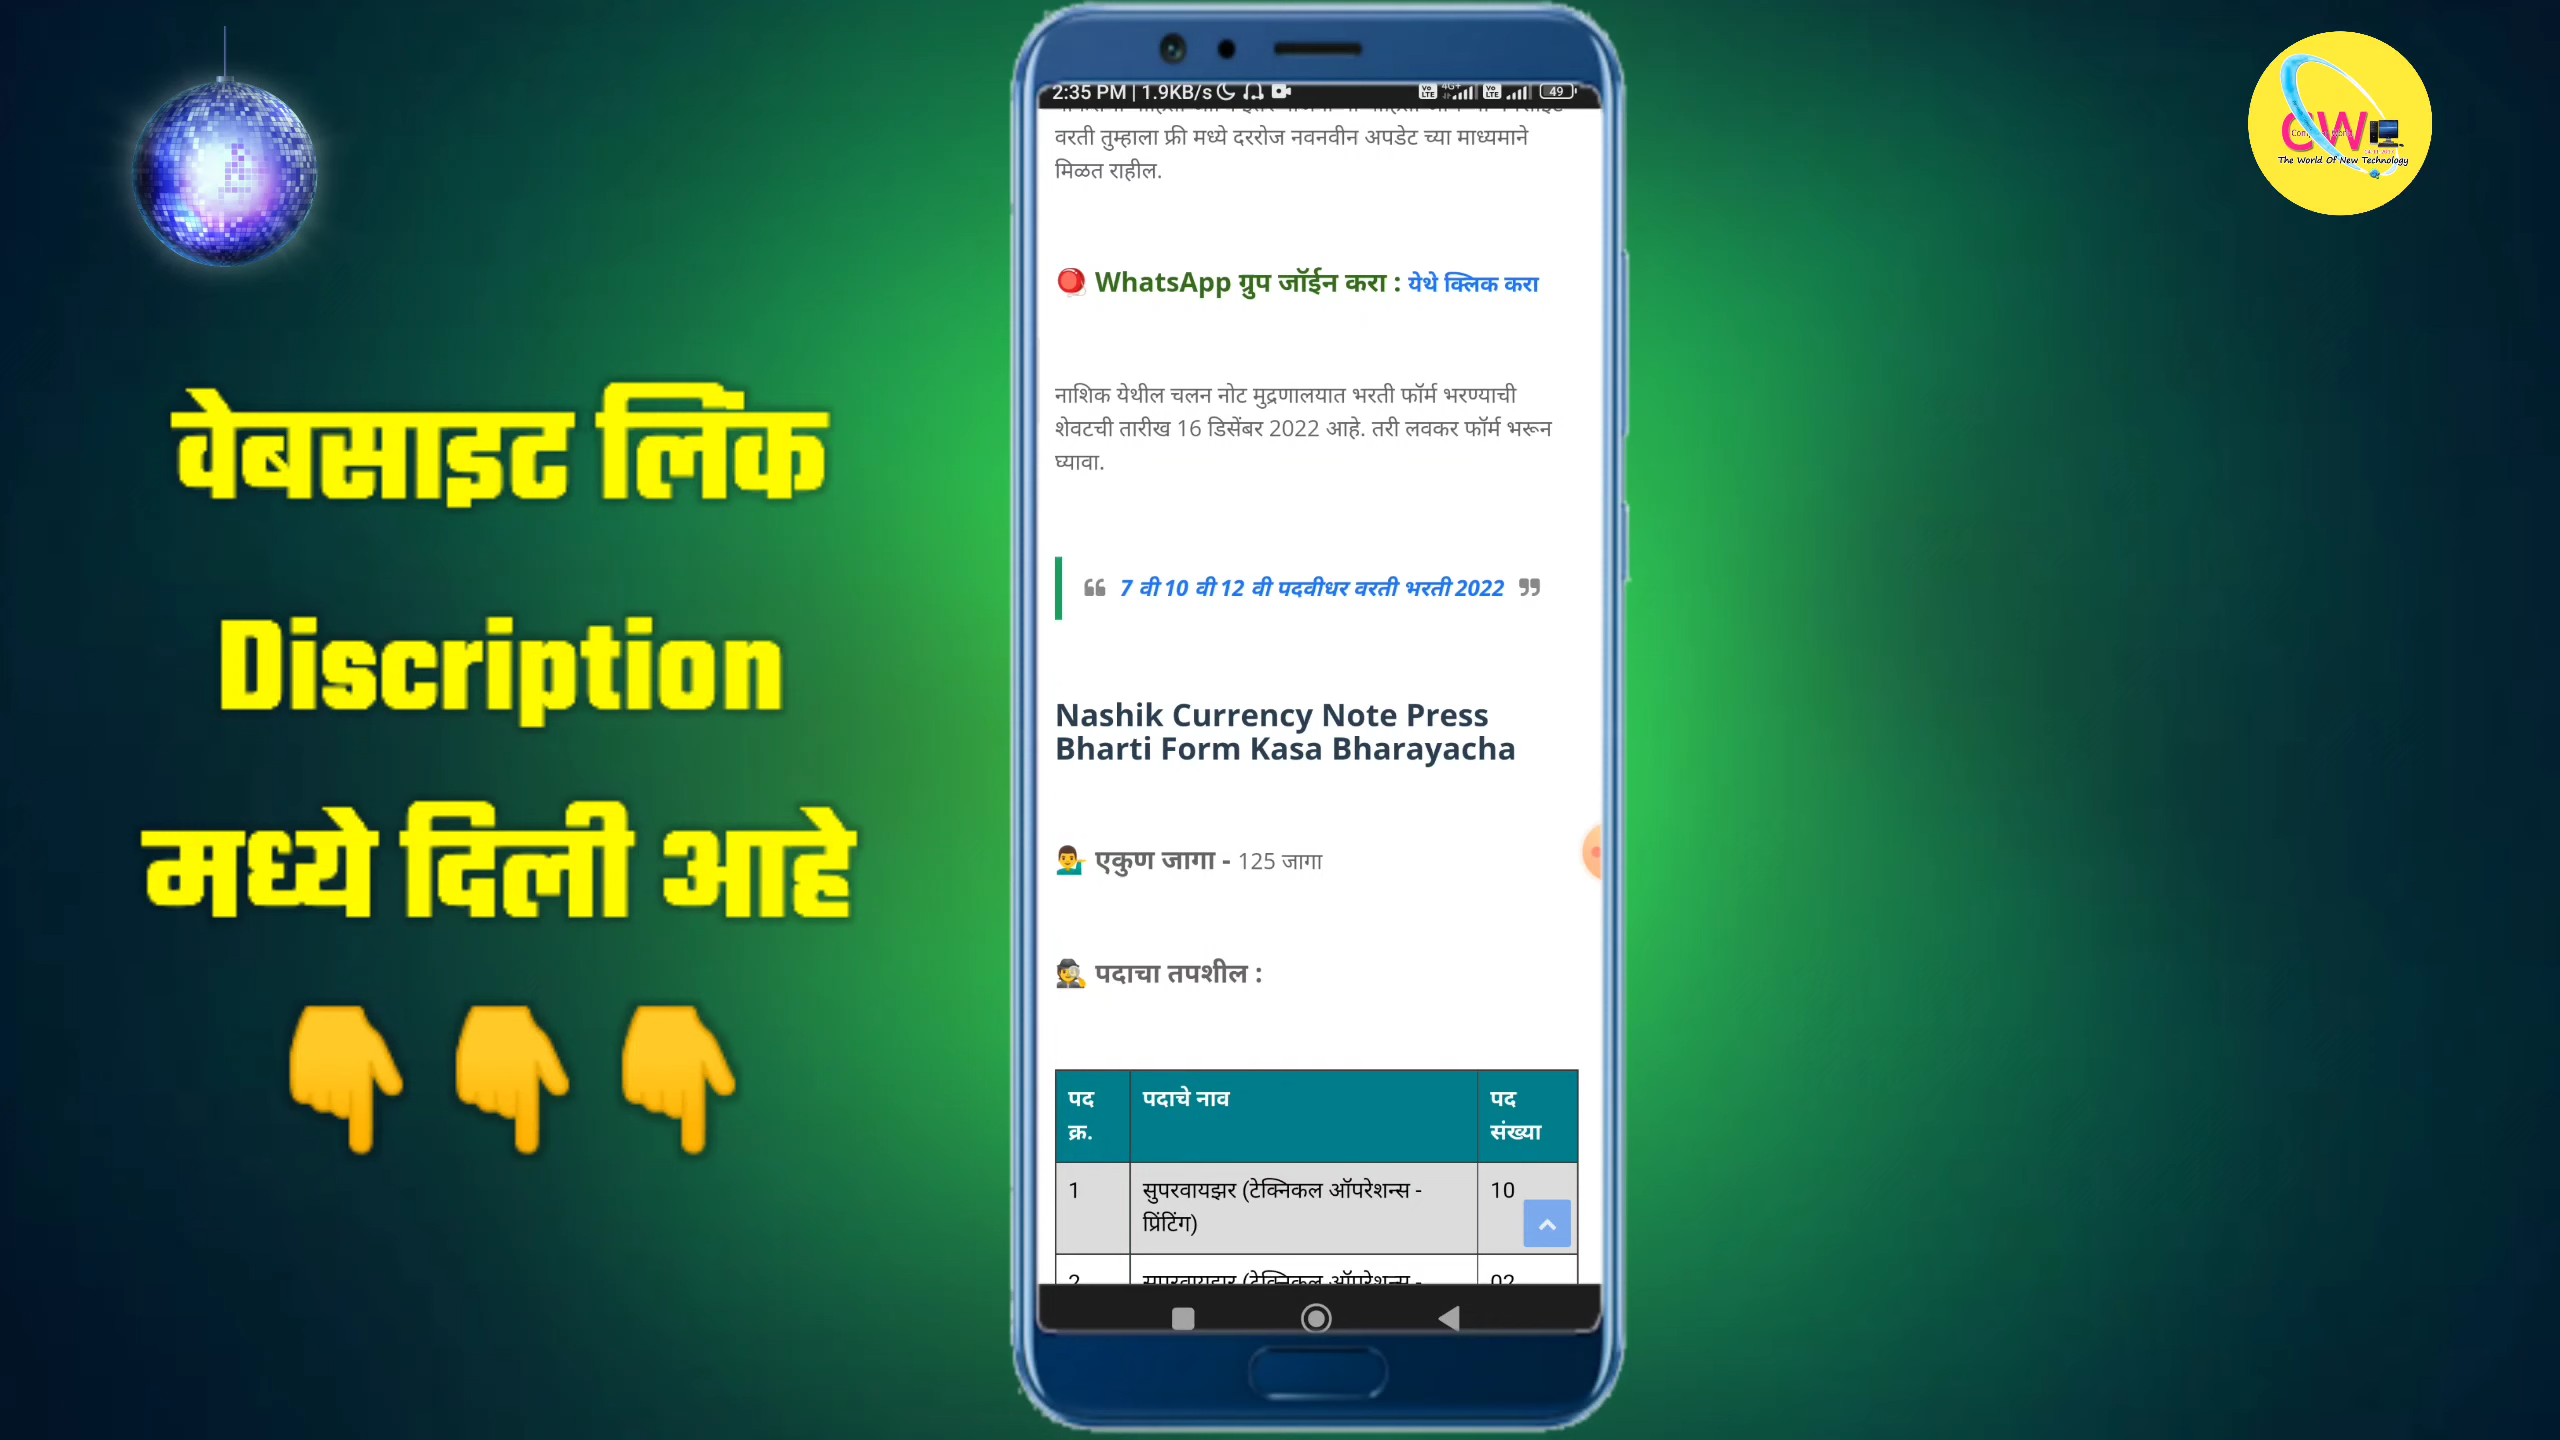 वेबसाइट लिंक
Discription
मध्ये दिली आहे
CW
The World Of New Technology
2:35 PM | 1.9KB/s
49
वरती तुम्हाला फ्री मध्ये दररोज नवनवीन अपडेट च्या माध्यमाने
मिळत राहील.
WhatsApp ग्रुप जॉईन करा : येथे क्लिक करा
नाशिक येथील चलन नोट मुद्रणालयात भरती फॉर्म भरण्याची
शेवटची तारीख 16 डिसेंबर 2022 आहे. तरी लवकर फॉर्म भरून
घ्यावा.
❝ 7 वी 10 वी 12 वी पदवीधर वरती भरती 2022 ❞
Nashik Currency Note Press
Bharti Form Kasa Bharayacha
एकुण जागा - 125 जागा
पदाचा तपशील :
पद क्र. पदाचे नाव पद संख्या
1 सुपरवायझर (टेक्निकल ऑपरेशन्स - 10
प्रिंटिंग)
2 सुपरवायझर (टेक्निकल ऑपरेशन्स - 02